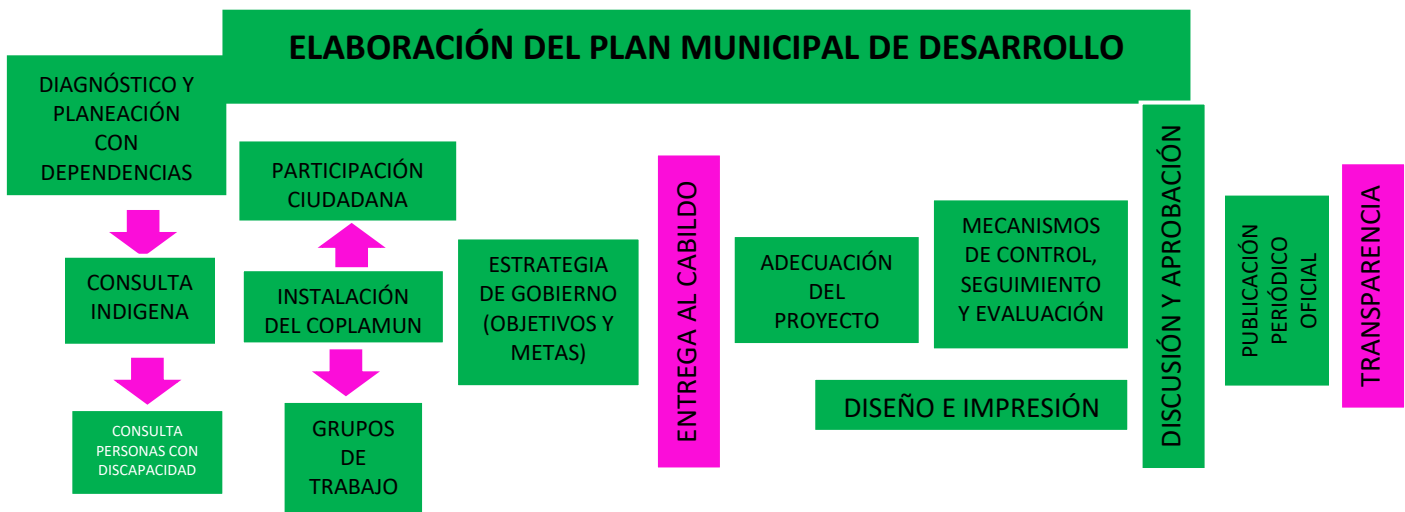 ELABORACIÓN DEL PLAN MUNICIPAL DE DESARROLLO
DIAGNÓSTICO Y
PLANEACIÓN
CON
DEPENDENCIAS
CONSULTA
INDIGENA
CONSULTA
PERSONAS CON
DISCAPACIDAD
PARTICIPACIÓN
CIUDADANA
INSTALACIÓN
DEL COPLAMUN
GRUPOS
DE
TRABAJO
ESTRATEGIA
DE GOBIERNO
(OBJETIVOS Y
METAS)
ENTREGA AL CABILDO
ADECUACIÓN
DEL
PROYECTO
MECANISMOS
DE CONTROL,
SEGUIMIENTO
Y EVALUACIÓN
DISEÑO E IMPRESIÓN
DISCUSIÓN Y APROBACIÓN
PUBLICACIÓN
PERIÓDICO
OFICIAL
TRANSPARENCIA